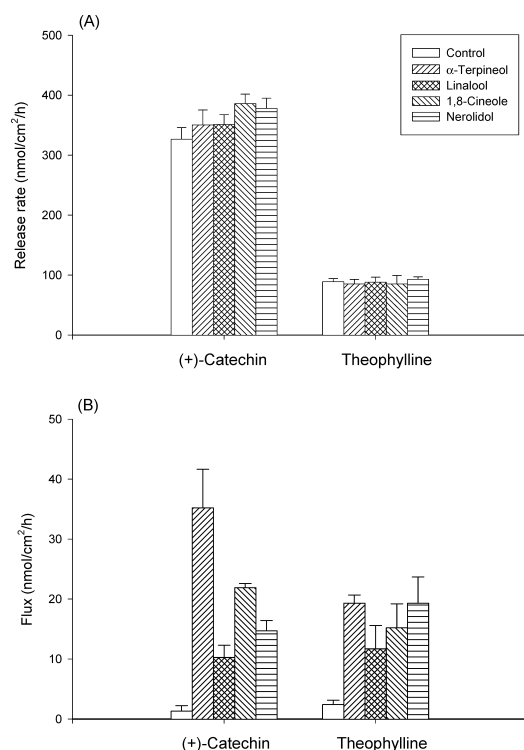 (A)
500
400
300
200
100
0
Release rate (nmol/cm²/h)
Control
α-Terpineol
Linalool
1,8-Cineole
Nerolidol
(+)-Catechin
Theophylline
(B)
50
40
30
20
10
0
Flux (nmol/cm²/h)
(+)-Catechin
Theophylline